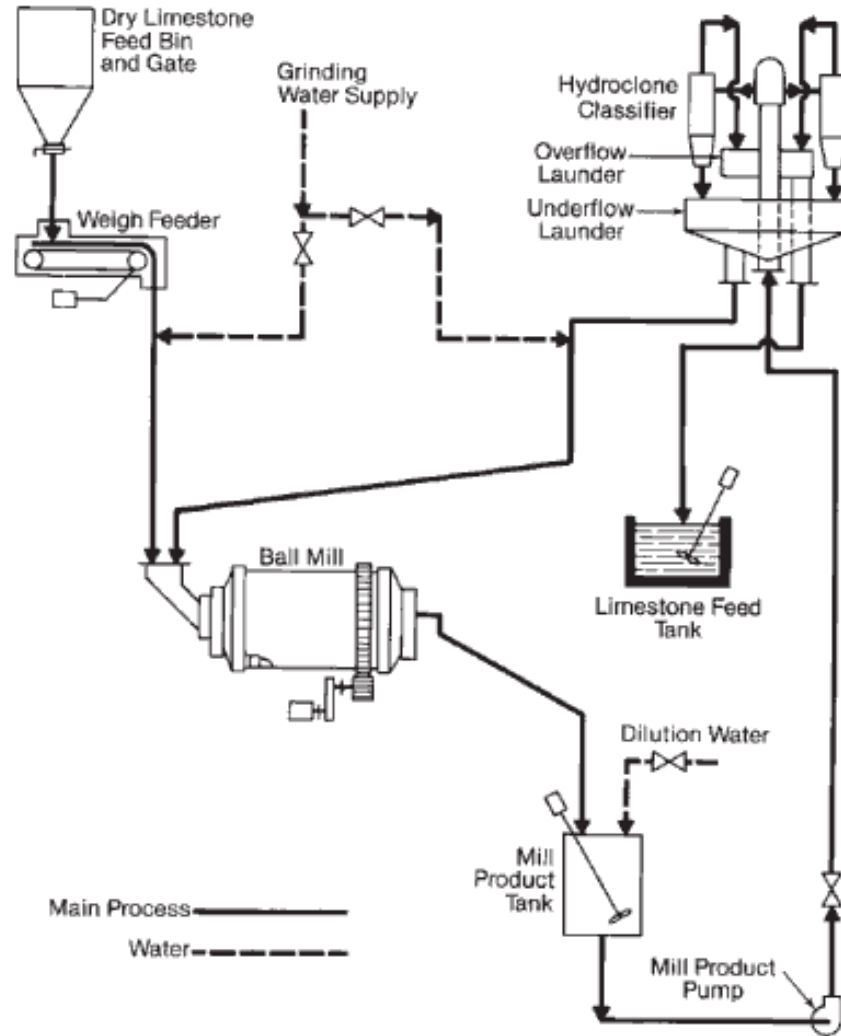 Dry Limestone
Feed Bin
and Gate
Grinding
Water Supply
Hydroclone
Classifier
Overflow
Launder
Underflow
Launder
Weigh Feeder
Ball Mill
Limestone Feed
Tank
Dilution Water
Mill
Product
Tank
Main Process
Water
Mill Product
Pump